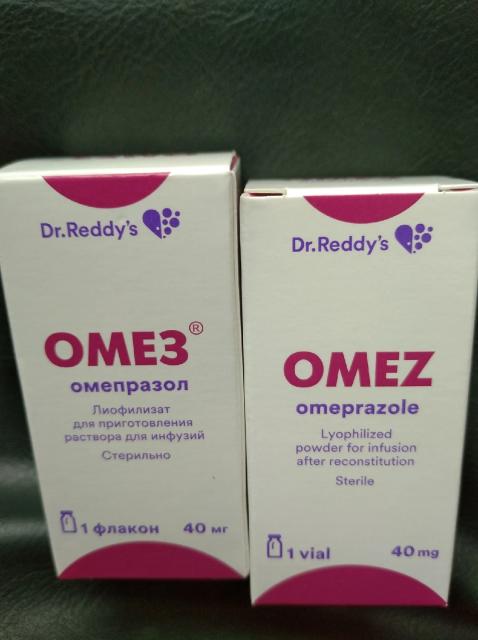 Dr.Reddy's
ОМЕЗ®
омепразол
Лиофилизат
для приготовления
раствора для инфузий
Стерильно
1 флакон 40 мг
Dr.Reddy's
OMEZ
omeprazole
Lyophilized
powder for infusion
after reconstitution
Sterile
1 vial 40 mg